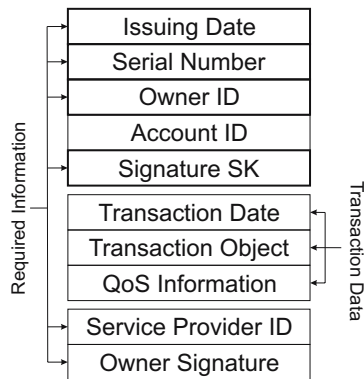 Issuing Date
Serial Number
Owner ID
Account ID
Signature SK
Transaction Date
Transaction Object
QoS Information
Service Provider ID
Owner Signature
Required Information
Transaction Data